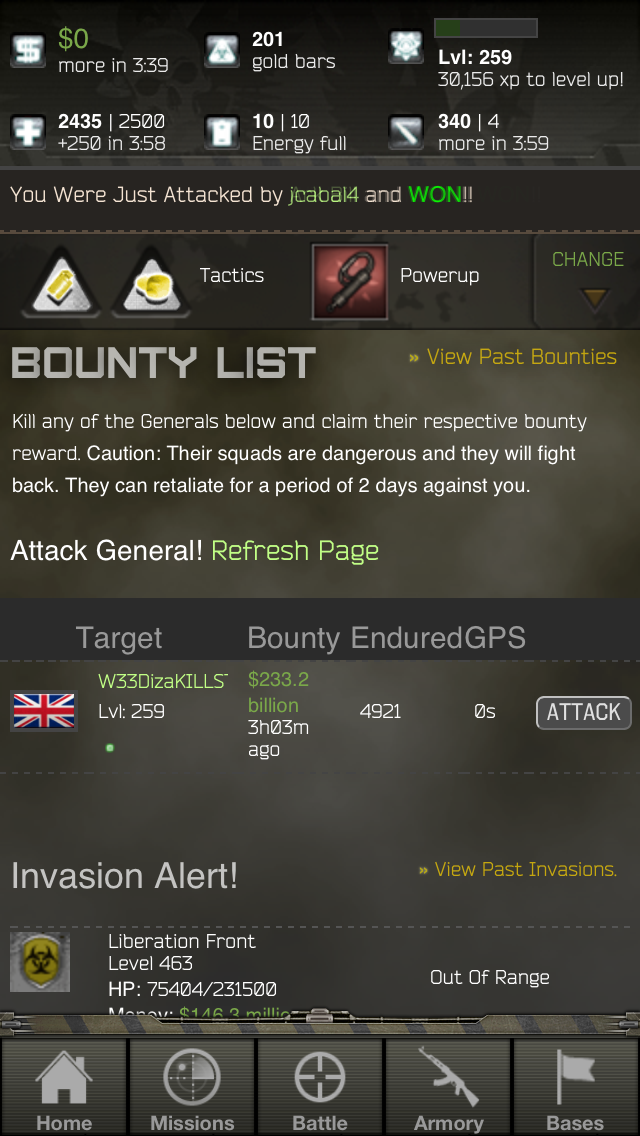 $0
more in 3:39
201
gold bars
Lvl: 259
30,156 xp to level up!
2435 | 2500
+250 in 3:58
10 | 10
Energy full
340 | 4
more in 3:59
You Were Just Attacked by jcabal4 and WON!!
Tactics
Powerup
CHANGE
BOUNTY LIST
» View Past Bounties
Kill any of the Generals below and claim their respective bounty
reward. Caution: Their squads are dangerous and they will fight
back. They can retaliate for a period of 2 days against you.
Attack General! Refresh Page
Target Bounty Endured GPS
W33DizaKILLS
Lvl: 259
$233.2
billion
3h03m
ago
4921
0s
ATTACK
Invasion Alert!
» View Past Invasions.
Liberation Front
Level 463
HP: 75404/231500
Out Of Range
Money: $146.3 millio
Home
Missions
Battle
Armory
Bases